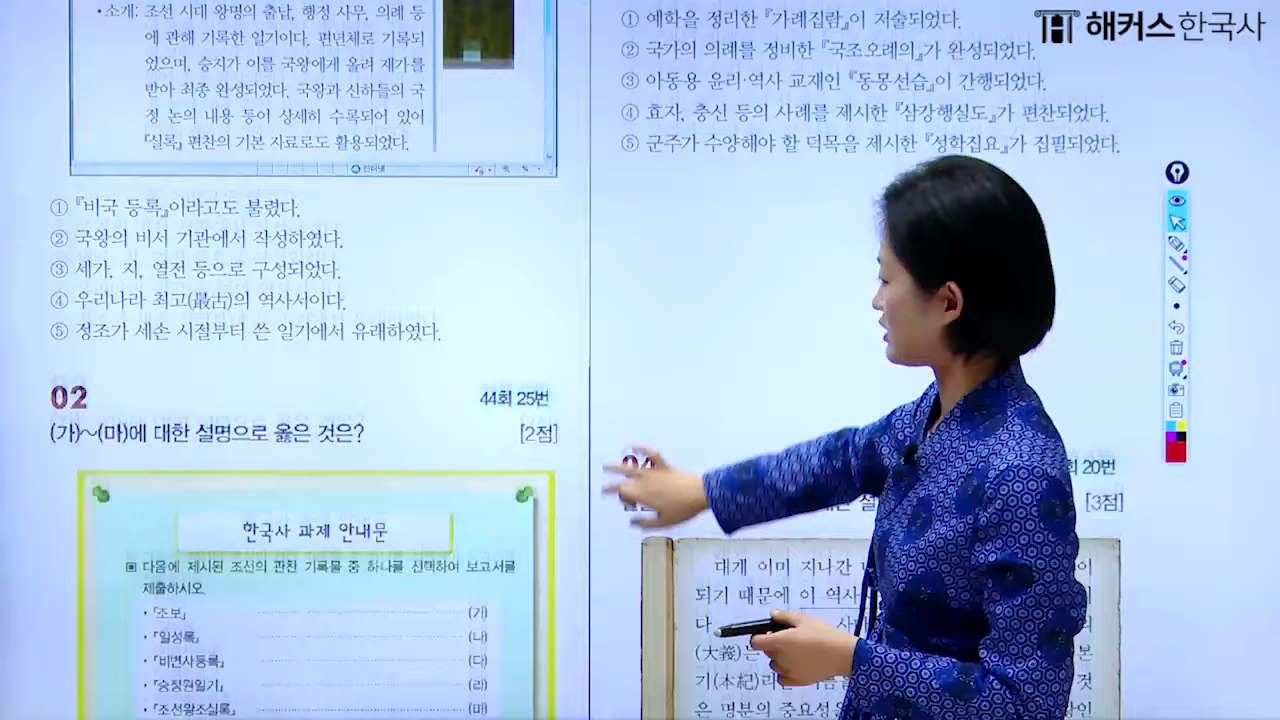 • 소개: 조선 시대 왕명의 출납, 행정 사무, 의례 등
에 관해 기록한 일기이다. 편년체로 기록되
었으며, 승지가 이를 국왕에게 올려 재가를
받아 최종 완성되었다. 국왕과 신하들의 국
정 논의 내용 등이 상세히 수록되어 있어
『실록』 편찬의 기본 자료로도 활용되었다.
인터넷
① 『비국 등록』이라고도 불렸다.
② 국왕의 비서 기관에서 작성하였다.
③ 세가, 지, 열전 등으로 구성되었다.
④ 우리나라 최고(最古)의 역사서이다.
⑤ 정조가 세손 시절부터 쓴 일기에서 유래하였다.
02
44회 25번
(가)~(마)에 대한 설명으로 옳은 것은?
[2점]
한국사 과제 안내문
▣ 다음에 제시된 조선의 관찬 기록물 중 하나를 선택하여 보고서를
제출하시오.
• 『조보』 (가)
• 『일성록』 (나)
• 『비변사등록』 (다)
• 『승정원일기』 (라)
• 『조선왕조실록』 (마)
① 예학을 정리한 『가례집람』이 저술되었다.
② 국가의 의례를 정비한 『국조오례의』가 완성되었다.
③ 아동용 윤리·역사 교재인 『동몽선습』이 간행되었다.
④ 효자, 충신 등의 사례를 제시한 『삼강행실도』가 편찬되었다.
⑤ 군주가 수양해야 할 덕목을 제시한 『성학집요』가 집필되었다.
해커스한국사
04
회 20번
[3점]
대개 이미 지나간
되기 때문에 이 역사
다.
(大義)는
기(本紀)라
은 명분의 중요성